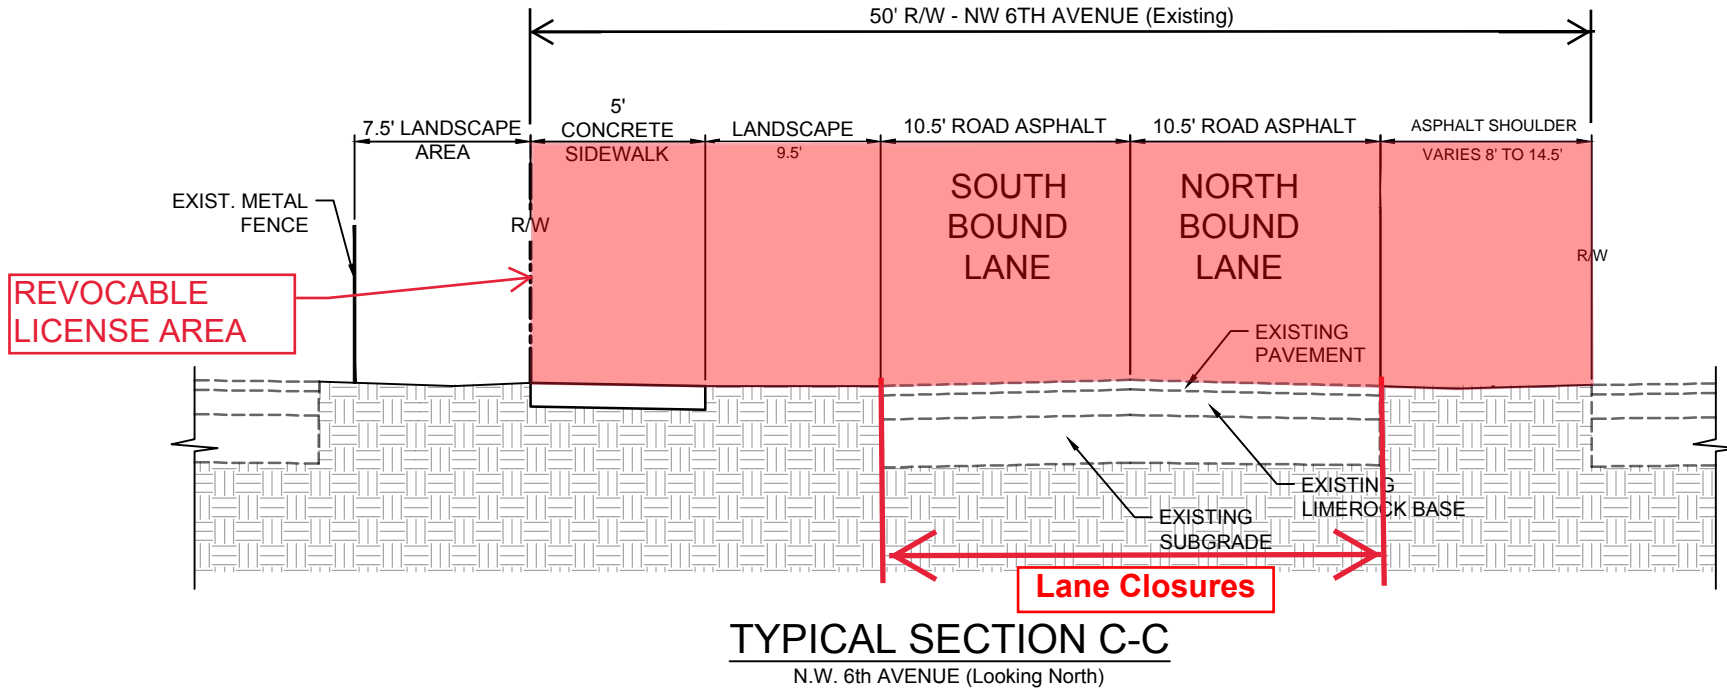 50' R/W - NW 6TH AVENUE (Existing)
7.5' LANDSCAPE
AREA
5'
CONCRETE
SIDEWALK
LANDSCAPE
9.5'
10.5' ROAD ASPHALT
10.5' ROAD ASPHALT
ASPHALT SHOULDER
VARIES 8' TO 14.5'
EXIST. METAL
FENCE
R/W
SOUTH
BOUND
LANE
NORTH
BOUND
LANE
R/W
REVOCABLE
LICENSE AREA
EXISTING
PAVEMENT
EXISTING
LIMEROCK BASE
EXISTING
SUBGRADE
Lane Closures
TYPICAL SECTION C-C
N.W. 6th AVENUE (Looking North)